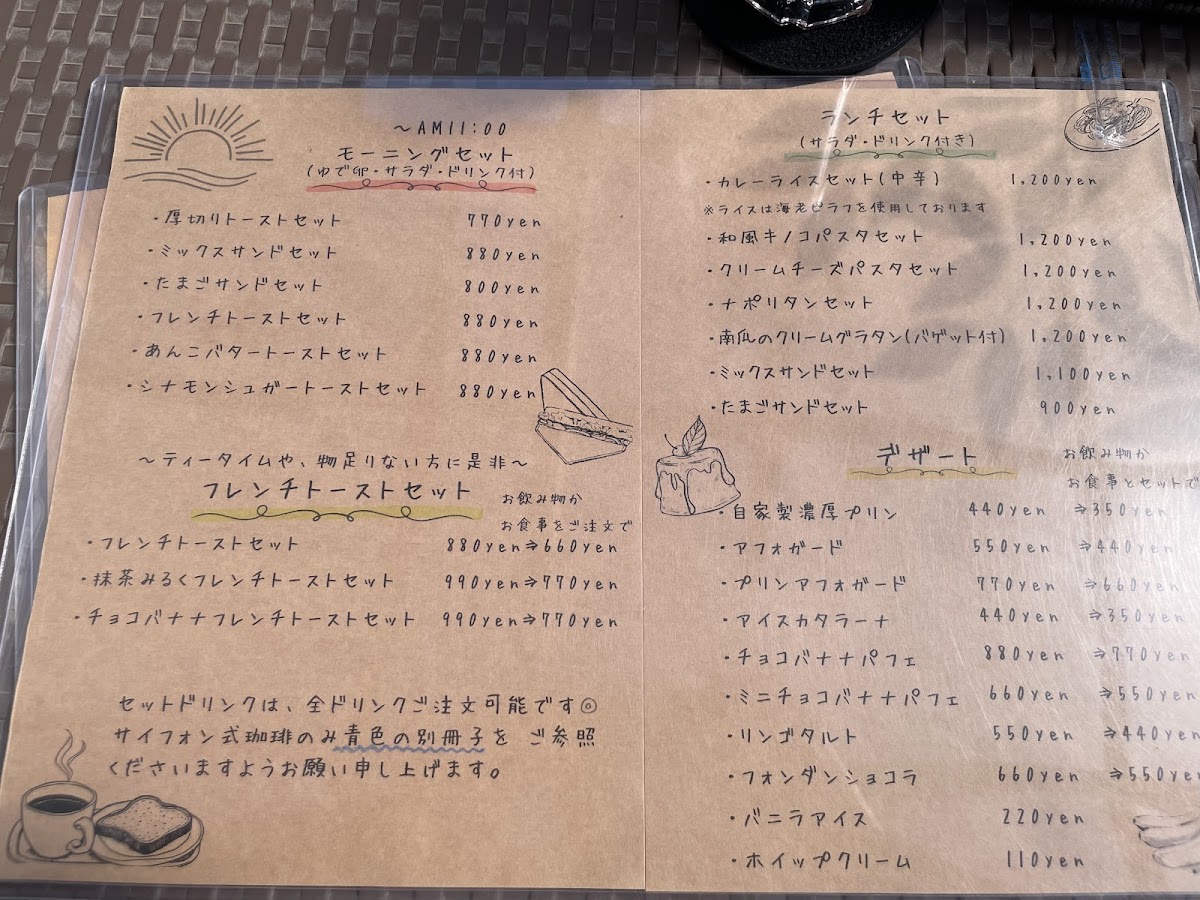 ～AM11:00
モーニングセット
(ゆで卵・サラダ・ドリンク付)
・厚切りトーストセット 770yen
・ミックスサンドセット 880yen
・たまごサンドセット 800yen
・フレンチトーストセット 880yen
・あんこバタートーストセット 880yen
・シナモンシュガートーストセット 880yen
～ティータイムや、物足りない方に是非～
フレンチトーストセット
お飲み物か
お食事をご注文で
・フレンチトーストセット 880yen⇒660yen
・抹茶みるくフレンチトーストセット 990yen⇒770yen
・チョコバナナフレンチトーストセット 990yen⇒770yen
セットドリンクは、全ドリンクご注文可能です◎
サイフォン式珈琲のみ青色の別冊子を ご参照
くださいますようお願い申し上げます。
ランチセット
(サラダ・ドリンク付き)
・カレーライスセット(中辛) 1,200yen
※ライスは海老ピラフを使用しております
・和風キノコパスタセット 1,200yen
・クリームチーズパスタセット 1,200yen
・ナポリタンセット 1,200yen
・南瓜のクリームグラタン(バゲット付) 1,200yen
・ミックスサンドセット 1,100yen
・たまごサンドセット 900yen
デザート
お飲み物か
お食事とセットで
・自家製濃厚プリン 440yen ⇒350yen
・アフォガード 550yen ⇒440yen
・プリンアフォガード 770yen ⇒660yen
・アイスカタラーナ 440yen ⇒350yen
・チョコバナナパフェ 880yen ⇒770yen
・ミニチョコバナナパフェ 660yen ⇒550yen
・リンゴタルト 550yen ⇒440yen
・フォンダンショコラ 660yen ⇒550yen
・バニラアイス 220yen
・ホイップクリーム 110yen